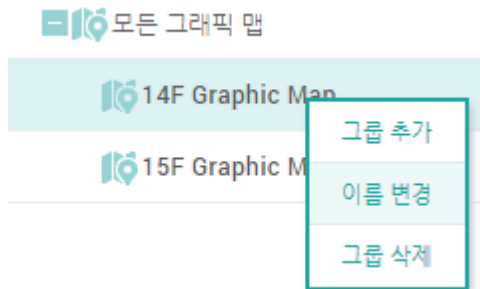 모든 그래픽 맵
14F Graphic Map
그룹 추가
15F Graphic M
이름 변경
그룹 삭제